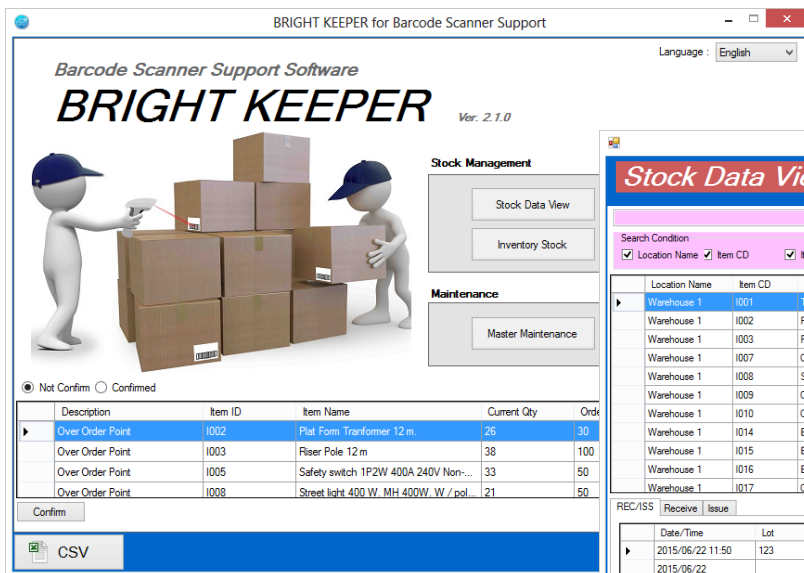 BRIGHT KEEPER for Barcode Scanner Support
Language : English
Barcode Scanner Support Software
BRIGHT KEEPER Ver. 2.1.0
Stock Management
Stock Data View
Inventory Stock
Maintenance
Master Maintenance
Not Confirm Confirmed
Description Item ID Item Name Current Qty Orde
Over Order Point I002 Plat Form Tranformer 12 m. 26 30
Over Order Point I003 Riser Pole 12 m 38 100
Over Order Point I005 Safety switch 1P2W 400A 240V Non-... 33 50
Over Order Point I008 Street light 400 W. MH 400W. W / pol... 21 50
Confirm
CSV
Stock Data Vie
Search Condition
Location Name Item CD
Location Name Item CD
Warehouse 1 I001
Warehouse 1 I002
Warehouse 1 I003
Warehouse 1 I007
Warehouse 1 I008
Warehouse 1 I009
Warehouse 1 I010
Warehouse 1 I014
Warehouse 1 I015
Warehouse 1 I016
Warehouse 1 I017
REC/ISS Receive Issue
Date/Time Lot
2015/06/22 11:50 123
2015/06/22